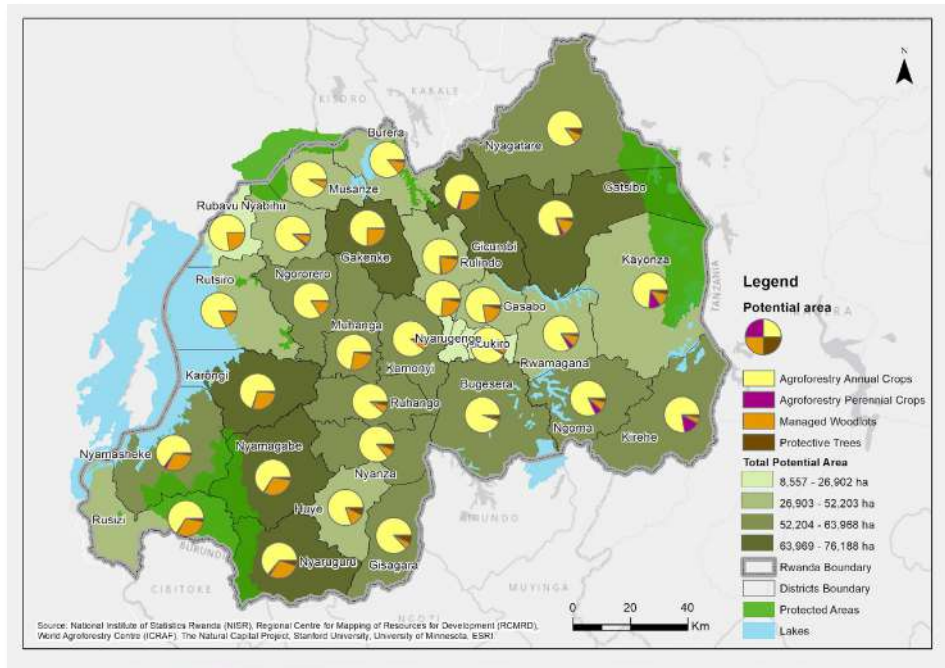 N
KISORO
KABALE
Burera
Nyagatare
Musanze
Gatsibo
Rubavu
Nyabihu
Gicumbi
Gakenke
Rulindo
Kayonza
Rutsiro
Ngororero
TANZANIA
Gasabo
Muhanga
Nyarugenge
Kamonyi
Rwamagana
Karongi
Bugesera
Ruhango
Ngoma
Kirehe
Nyamasheke
Nyamagabe
Nyanza
Huye
Rusizi
KIRUNDO
BURUNDI
Nyaruguru
Gisagara
CIBITOKE
MUYINGA
NGOZI
Legend
Potential area
Agroforestry Annual Crops
Agroforestry Perennial Crops
Managed Woodlots
Protective Trees
Total Potential Area
8,557 - 26,902 ha
26,903 - 52,203 ha
52,204 - 63,968 ha
63,969 - 76,188 ha
Rwanda Boundary
Districts Boundary
Protected Areas
Lakes
0 20 40
Km
Source: National Institute of Statistics Rwanda (NISR), Regional Centre for Mapping of Resources for Development (RCMRD),
World Agroforestry Centre (ICRAF). The Natural Capital Project, Stanford University, University of Minnesota, ESRI.